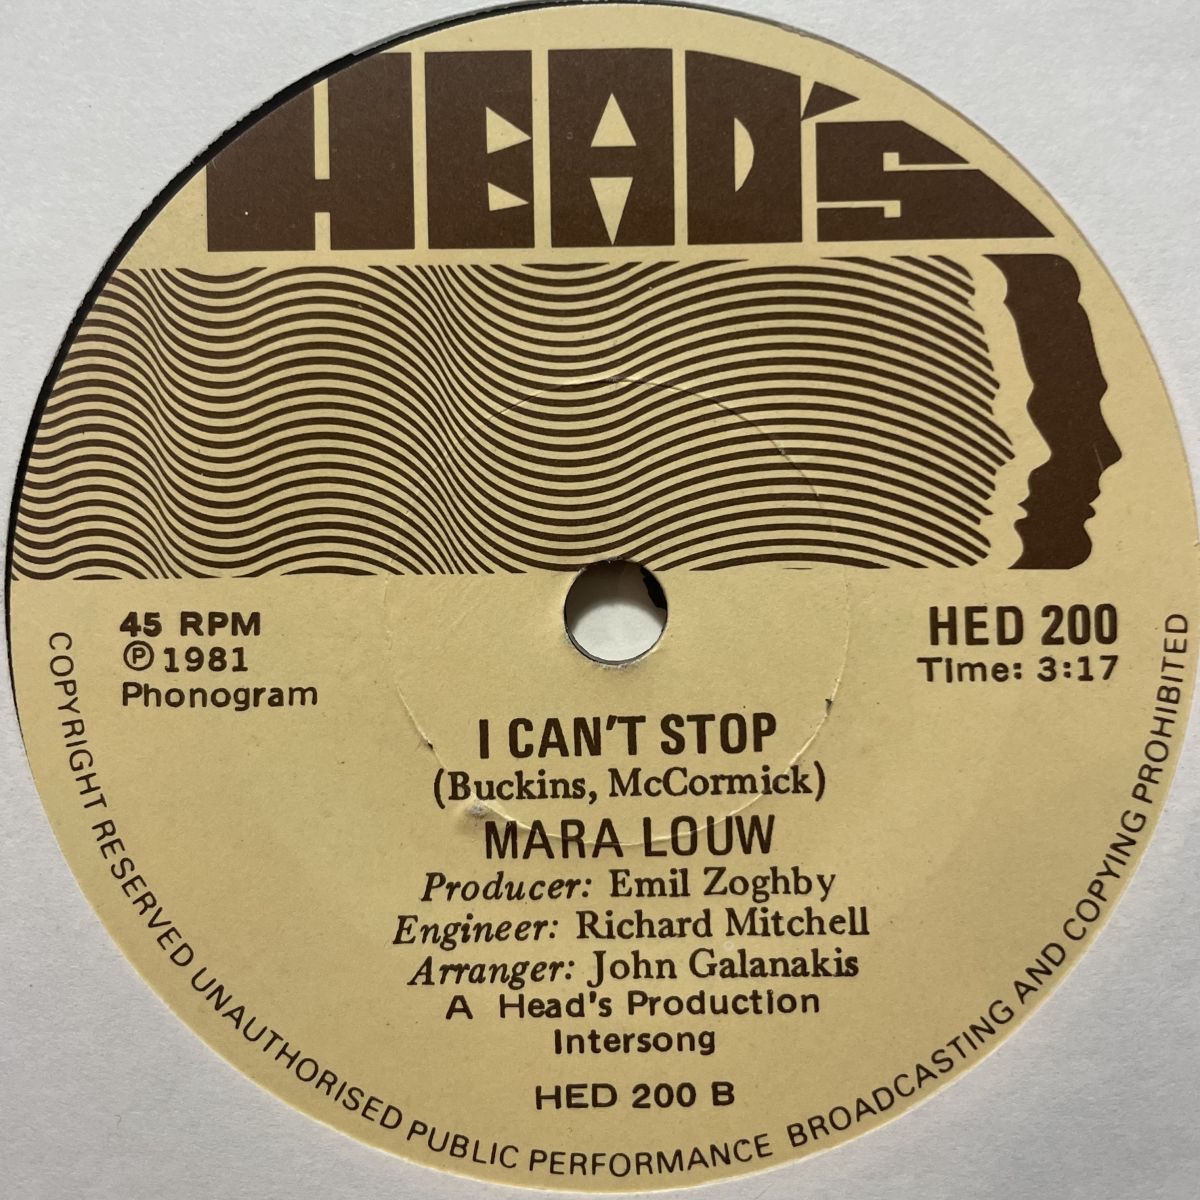 HEAD'S
45 RPM
Ⓟ 1981
Phonogram
HED 200
Time: 3:17
I CAN'T STOP
(Buckins, McCormick)
MARA LOUW
Producer: Emil Zoghby
Engineer: Richard Mitchell
Arranger: John Galanakis
A Head's Production
Intersong
HED 200 B
COPYRIGHT RESERVED UNAUTHORISED PUBLIC PERFORMANCE BROADCASTING AND COPYING PROHIBITED